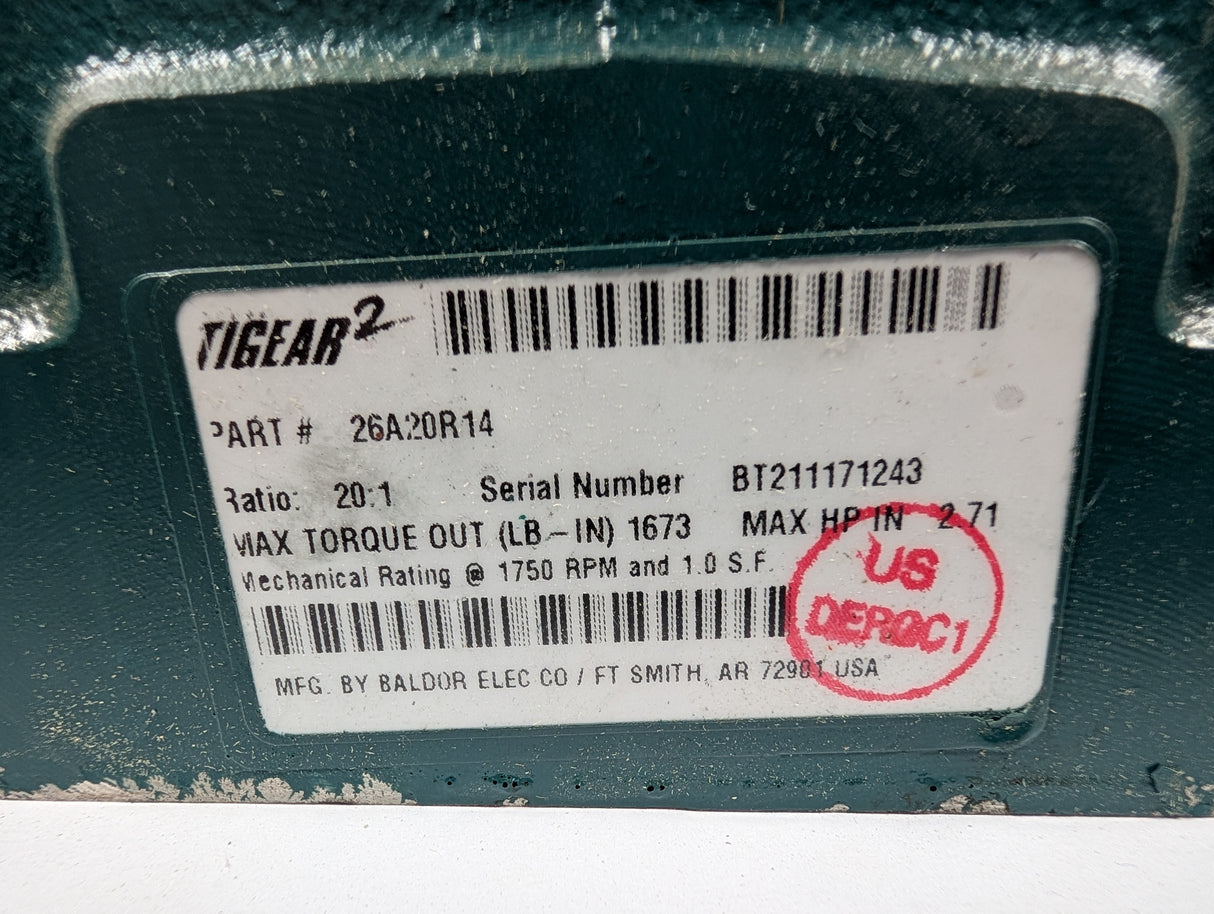 TIGEAR2
PART # 26A20R14
Ratio: 20:1 Serial Number BT211171243
MAX TORQUE OUT (LB-IN) 1673 MAX HP IN 2.71
Mechanical Rating @ 1750 RPM and 1.0 S.F.
US
DERQC1
MFG. BY BALDOR ELEC CO / FT SMITH, AR 72901 USA